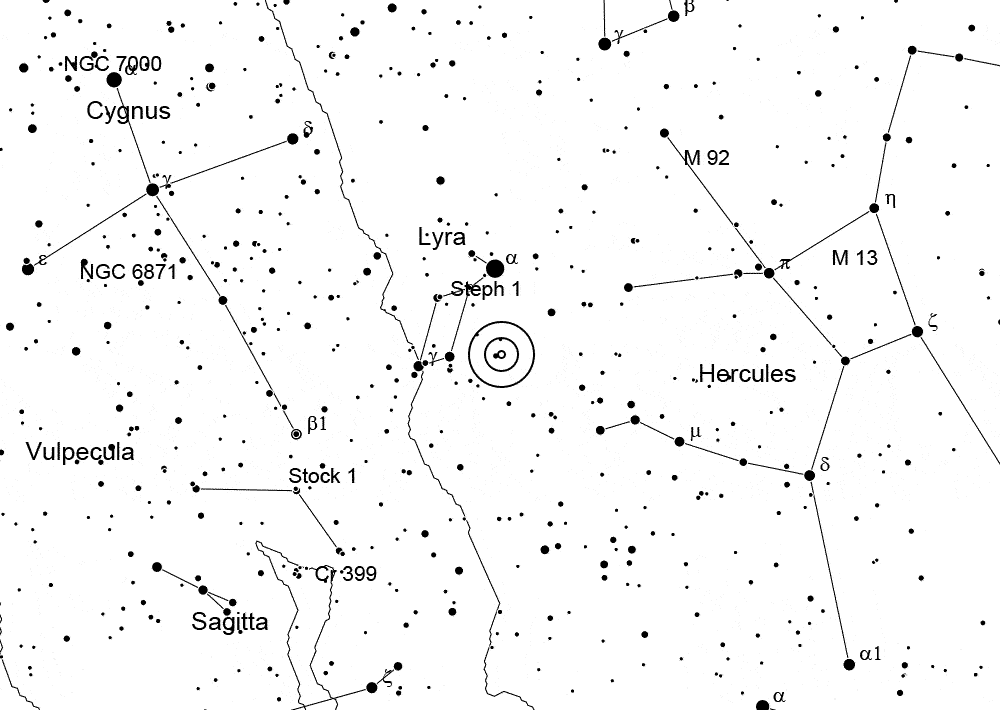 β
γ
NGC 7000
α
Cygnus
δ
M 92
γ
η
Lyra
α
ε
NGC 6871
M 13
π
Steph 1
ζ
γ
Hercules
β1
μ
Vulpecula
δ
Stock 1
Cr 399
Sagitta
α1
ζ
α